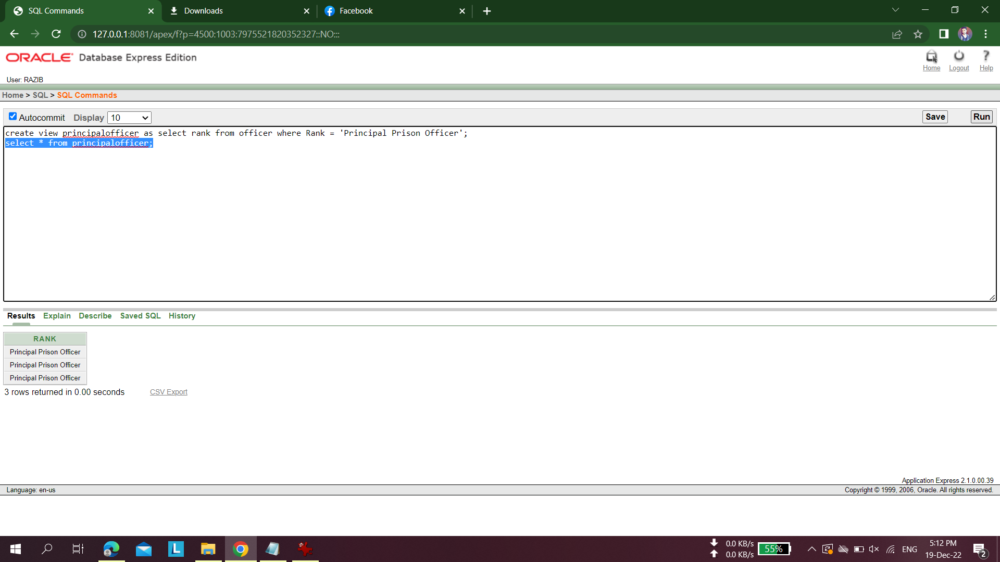 SQL Commands
Downloads
Facebook
127.0.0.1:8081/apex/f?p=4500:1003:7975521820352327::NO:::
ORACLE Database Express Edition
Home Logout Help
User: RAZIB
Home > SQL > SQL Commands
Autocommit Display 10 Save Run
create view principalofficer as select rank from officer where Rank = 'Principal Prison Officer';
select * from principalofficer;
Results Explain Describe Saved SQL History
RANK
Principal Prison Officer
Principal Prison Officer
Principal Prison Officer
3 rows returned in 0.00 seconds CSV Export
Application Express 2.1.0.00.39
Language: en-us Copyright © 1999, 2006, Oracle. All rights reserved.
L
0.0 KB/s
0.0 KB/s
55%
ENG
5:12 PM
19-Dec-22
2